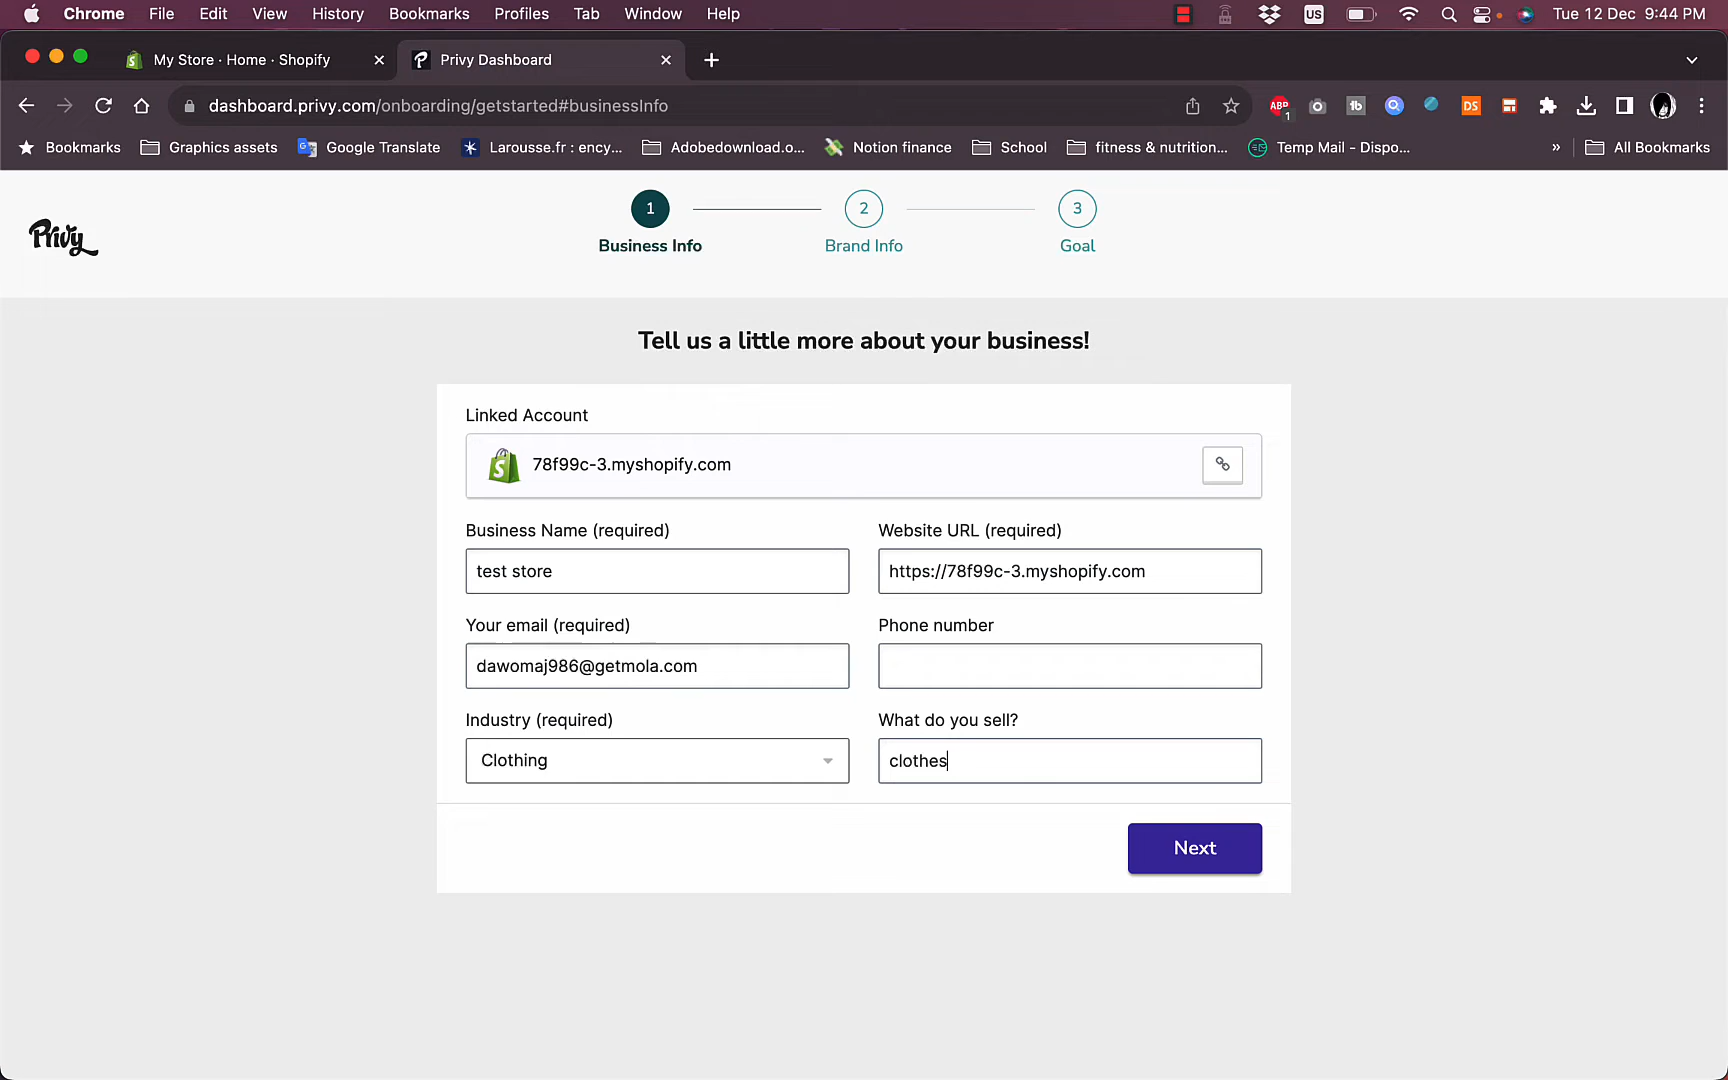 Chrome File Edit View History Bookmarks Profiles Tab Window Help US Tue 12 Dec 9:44 PM
My Store · Home · Shopify Privy Dashboard
dashboard.privy.com/onboarding/getstarted#businessInfo ABP 1 tb DS
Bookmarks Graphics assets Google Translate Larousse.fr : ency... Adobedownload.o... Notion finance School fitness & nutrition... Temp Mail - Dispo... » All Bookmarks
Privy
1 2 3
Business Info Brand Info Goal
Tell us a little more about your business!
Linked Account
78f99c-3.myshopify.com
Business Name (required) Website URL (required)
test store https://78f99c-3.myshopify.com
Your email (required) Phone number
dawomaj986@getmola.com
Industry (required) What do you sell?
Clothing clothes
Next